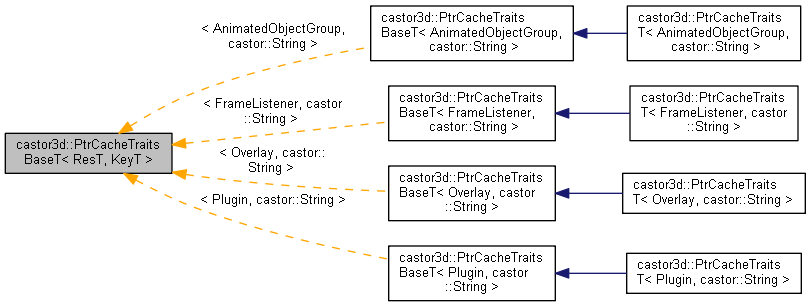 castor3d::PtrCacheTraits
BaseT< ResT, KeyT >
< AnimatedObjectGroup,
castor::String >
castor3d::PtrCacheTraits
BaseT< AnimatedObjectGroup,
castor::String >
castor3d::PtrCacheTraits
T< AnimatedObjectGroup,
castor::String >
< FrameListener, castor
::String >
castor3d::PtrCacheTraits
BaseT< FrameListener,
castor::String >
castor3d::PtrCacheTraits
T< FrameListener, castor
::String >
< Overlay, castor::
String >
castor3d::PtrCacheTraits
BaseT< Overlay, castor
::String >
castor3d::PtrCacheTraits
T< Overlay, castor::String >
< Plugin, castor::String >
castor3d::PtrCacheTraits
BaseT< Plugin, castor
::String >
castor3d::PtrCacheTraits
T< Plugin, castor::String >